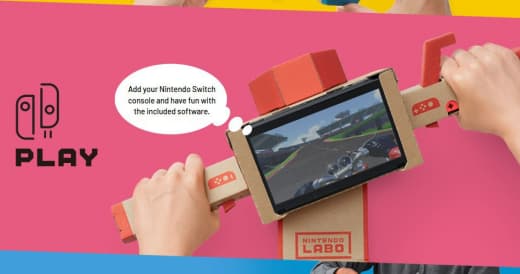 Add your Nintendo Switch
console and have fun with
the included software.
PLAY
NINTENDO
LABO